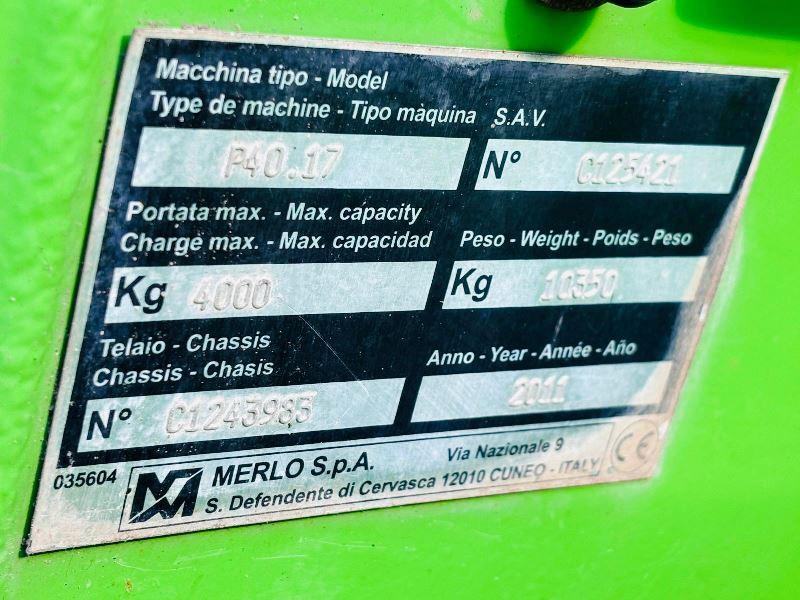 Macchina tipo - Model
Type de machine - Tipo màquina S.A.V.
P40.17 N° C125421
Portata max. - Max. capacity
Charge max. - Max. capacidad Peso - Weight - Poids - Peso
Kg 4000 Kg 10350
Telaio - Chassis
Chassis - Chasis Anno - Year - Année - Año
N° C1243983 2011
035604 MERLO S.p.A. Via Nazionale 9
S. Defendente di Cervasca 12010 CUNEO - ITALY
CE